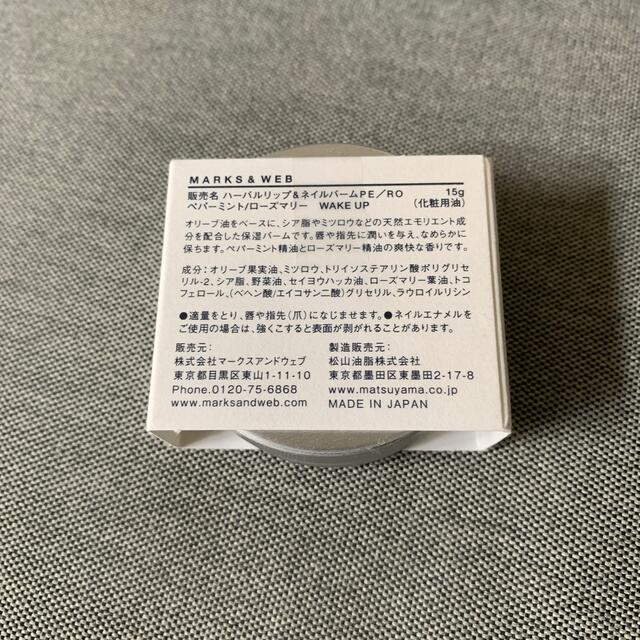 MARKS & WEB
販売名 ハーバルリップ&ネイルバームPE/RO 15g
ペパーミント/ローズマリー WAKE UP (化粧用油)
オリーブ油をベースに、シア脂やミツロウなどの天然エモリエント成
分を配合した保湿バームです。唇や指先に潤いを与え、なめらかに
保ちます。ペパーミント精油とローズマリー精油の爽快な香りです。
成分:オリーブ果実油、ミツロウ、トリイソステアリン酸ポリグリセ
リル-2、シア脂、野菜油、セイヨウハッカ油、ローズマリー葉油、トコ
フェロール、(ベヘン酸/エイコサン二酸)グリセリル、ラウロイルリシン
●適量をとり、唇や指先(爪)になじませます。●ネイルエナメルを
ご使用の場合は、強くこすると表面が剥がれることがあります。
販売元: 製造販売元:
株式会社マークスアンドウェブ 松山油脂株式会社
東京都目黒区東山1-11-10 東京都墨田区東墨田2-17-8
Phone.0120-75-6868 www.matsuyama.co.jp
www.marksandweb.com MADE IN JAPAN